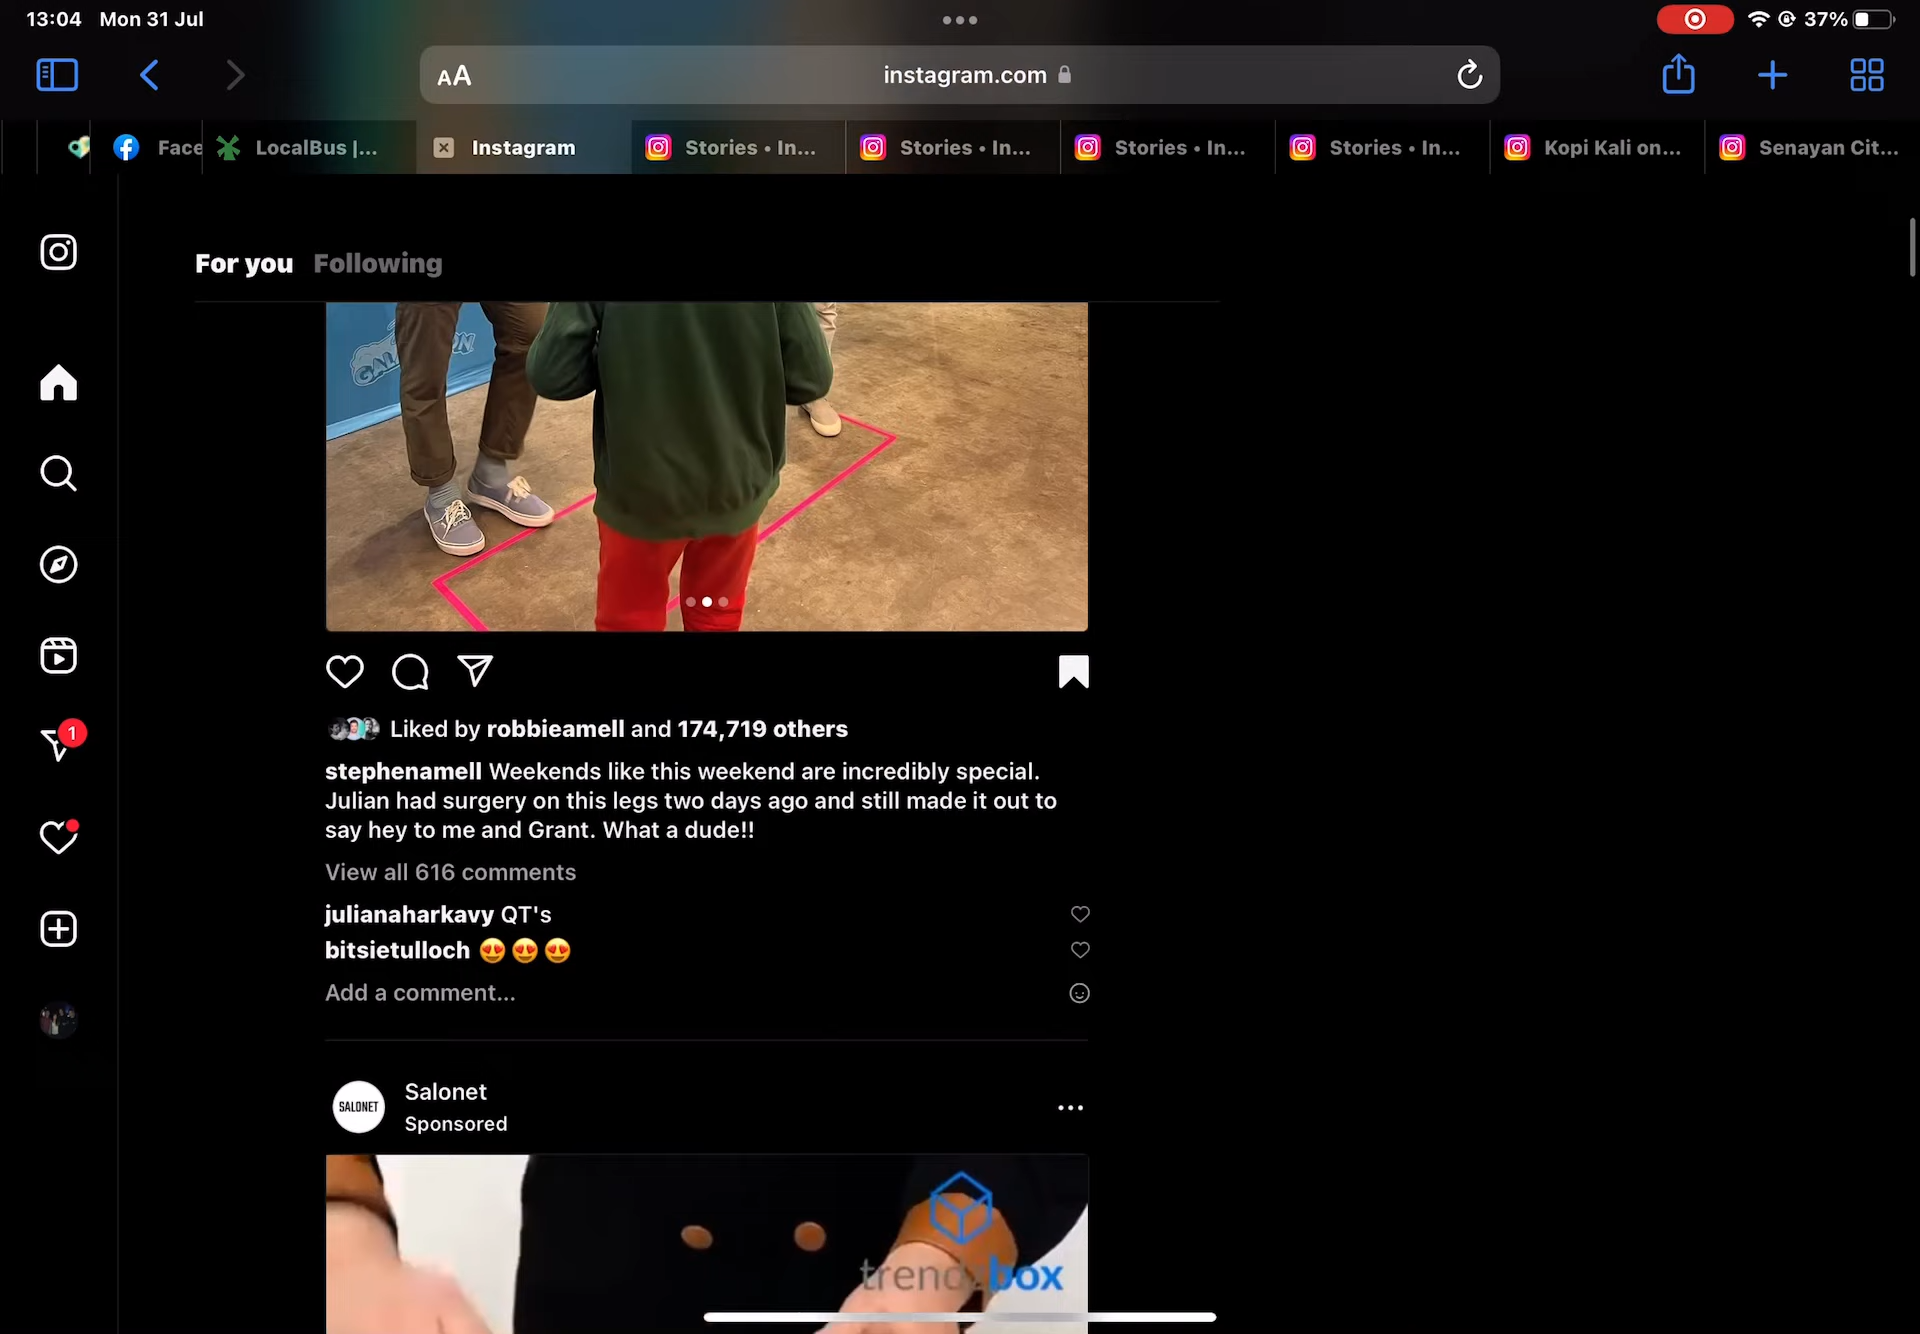 13:04 Mon 31 Jul
37%
AA
instagram.com
Face
LocalBus |...
Instagram
Stories • In...
Stories • In...
Stories • In...
Stories • In...
Kopi Kali on...
Senayan Cit...
For you Following
1
Liked by robbieamell and 174,719 others
stephenamell Weekends like this weekend are incredibly special.
Julian had surgery on this legs two days ago and still made it out to
say hey to me and Grant. What a dude!!
View all 616 comments
julianaharkavy QT's
bitsietulloch 😍 😍 😍
Add a comment...
SALONET
Salonet
Sponsored
box